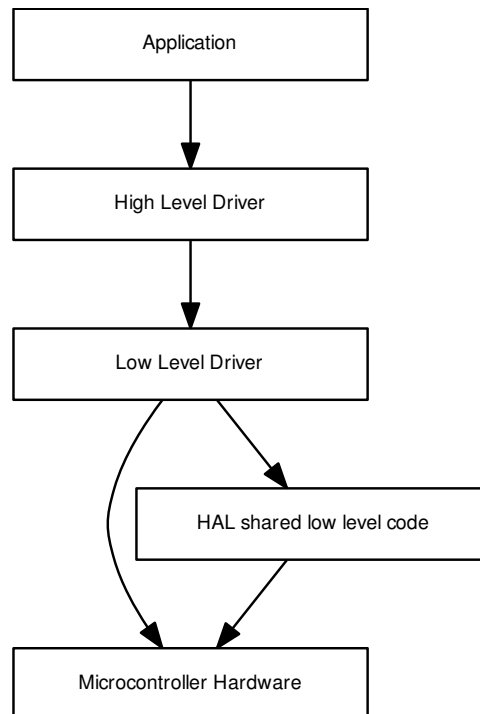 Application
High Level Driver
Low Level Driver
HAL shared low level code
Microcontroller Hardware